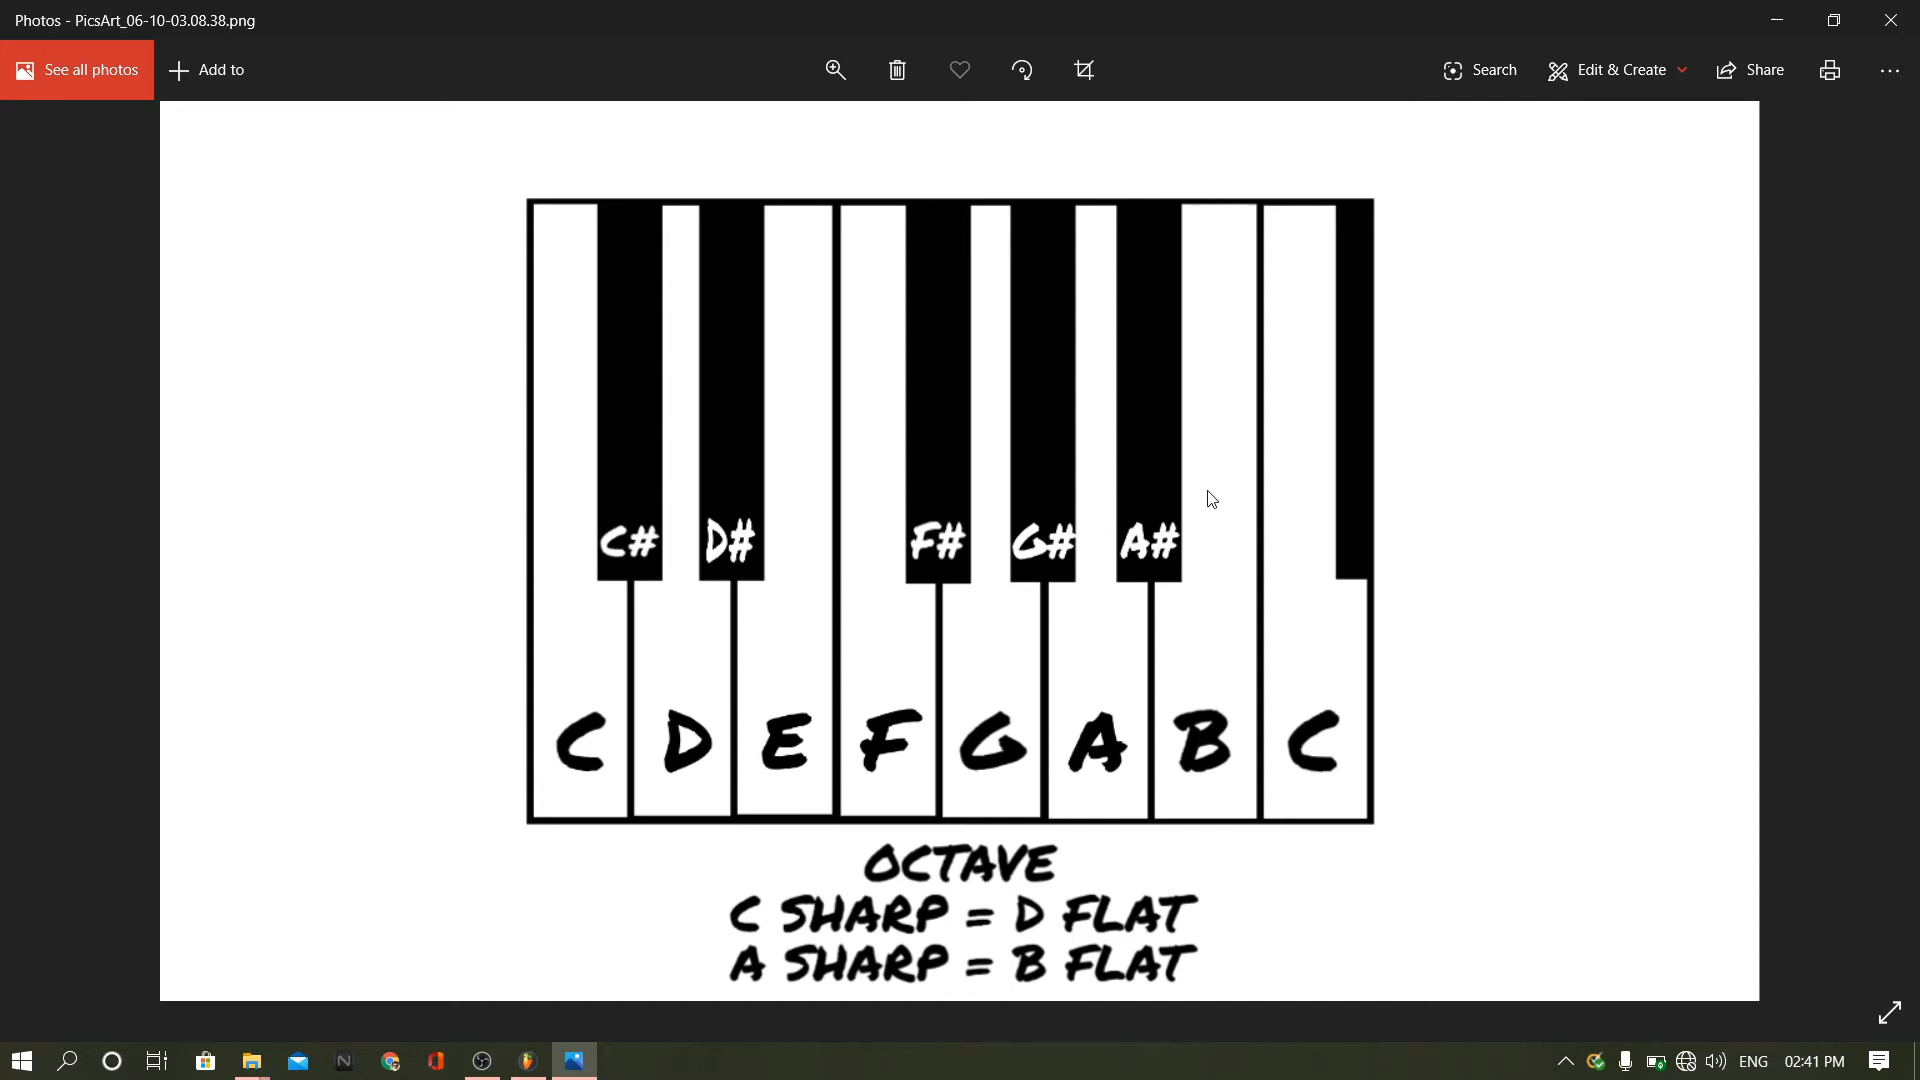 Photos - PicsArt_06-10-03.08.38.png
See all photos
Add to
Search
Edit & Create
Share
C# D# F# G# A#
C D E F G A B C
OCTAVE
C SHARP = D FLAT
A SHARP = B FLAT
ENG 02:41 PM